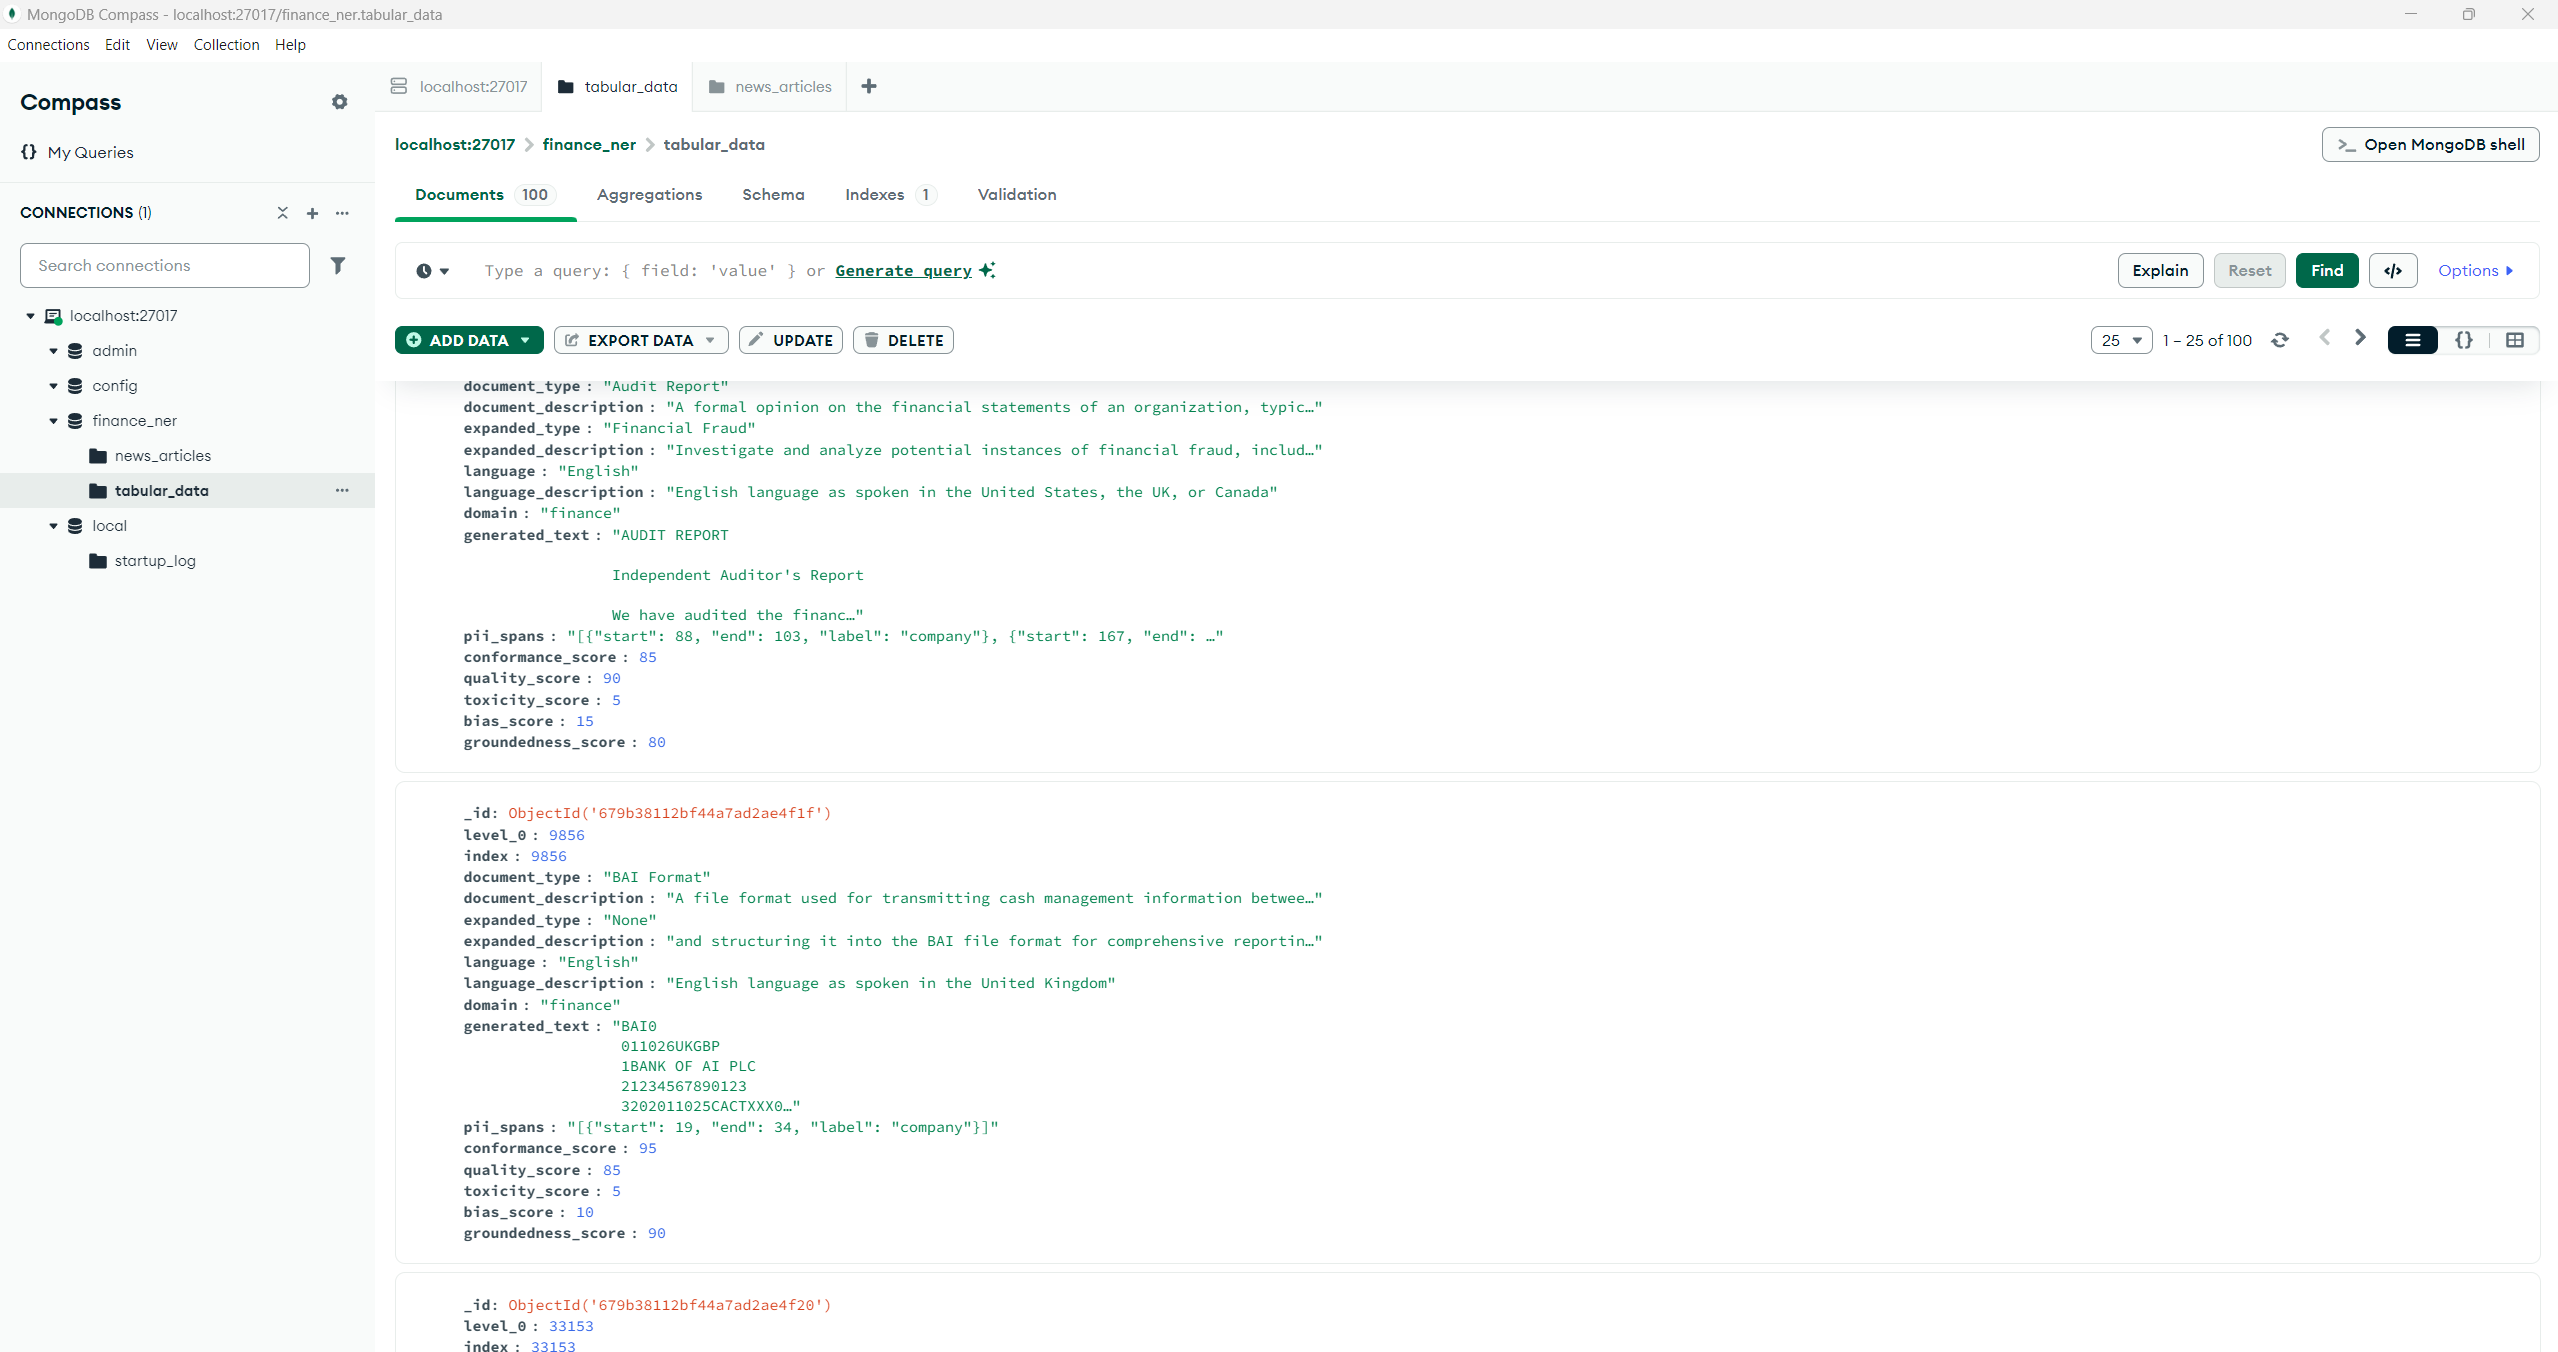 MongoDB Compass - localhost:27017/finance_ner.tabular_data
Connections Edit View Collection Help
Compass
{} My Queries
CONNECTIONS (1)
Search connections
localhost:27017
admin
config
finance_ner
news_articles
tabular_data
local
startup_log
localhost:27017 tabular_data news_articles
localhost:27017 > finance_ner > tabular_data
>_ Open MongoDB shell
Documents 100 Aggregations Schema Indexes 1 Validation
Type a query: { field: 'value' } or Generate query
Explain Reset Find </> Options
ADD DATA EXPORT DATA UPDATE DELETE
25 1 – 25 of 100 {}
document_type : "Audit Report"
document_description : "A formal opinion on the financial statements of an organization, typic…"
expanded_type : "Financial Fraud"
expanded_description : "Investigate and analyze potential instances of financial fraud, includ…"
language : "English"
language_description : "English language as spoken in the United States, the UK, or Canada"
domain : "finance"
generated_text : "AUDIT REPORT
Independent Auditor's Report
We have audited the financ…"
pii_spans : "[{"start": 88, "end": 103, "label": "company"}, {"start": 167, "end": …"
conformance_score : 85
quality_score : 90
toxicity_score : 5
bias_score : 15
groundedness_score : 80
_id: ObjectId('679b38112bf44a7ad2ae4f1f')
level_0 : 9856
index : 9856
document_type : "BAI Format"
document_description : "A file format used for transmitting cash management information betwee…"
expanded_type : "None"
expanded_description : "and structuring it into the BAI file format for comprehensive reportin…"
language : "English"
language_description : "English language as spoken in the United Kingdom"
domain : "finance"
generated_text : "BAI0
011026UKGBP
1BANK OF AI PLC
21234567890123
3202011025CACTXXX0…"
pii_spans : "[{"start": 19, "end": 34, "label": "company"}]"
conformance_score : 95
quality_score : 85
toxicity_score : 5
bias_score : 10
groundedness_score : 90
_id: ObjectId('679b38112bf44a7ad2ae4f20')
level_0 : 33153
index : 33153